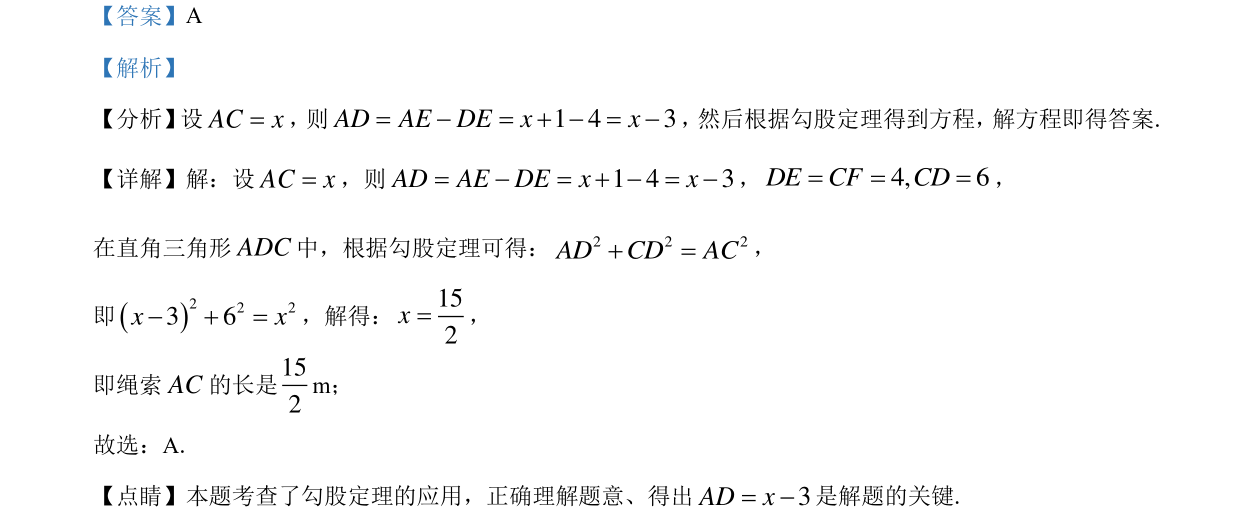 【答案】A
【解析】
【分析】设 AC = x，则 AD = AE − DE = x+1−4 = x−3，然后根据勾股定理得到方程，解方程即得答案.
【详解】解：设 AC = x，则 AD = AE − DE = x+1−4 = x−3，DE = CF = 4, CD = 6，
在直角三角形 ADC 中，根据勾股定理可得：AD² + CD² = AC²，
即 (x−3)² + 6² = x²，解得：x = 15/2，
即绳索 AC 的长是 15/2 m；
故选：A.
【点睛】本题考查了勾股定理的应用，正确理解题意、得出 AD = x−3 是解题的关键.